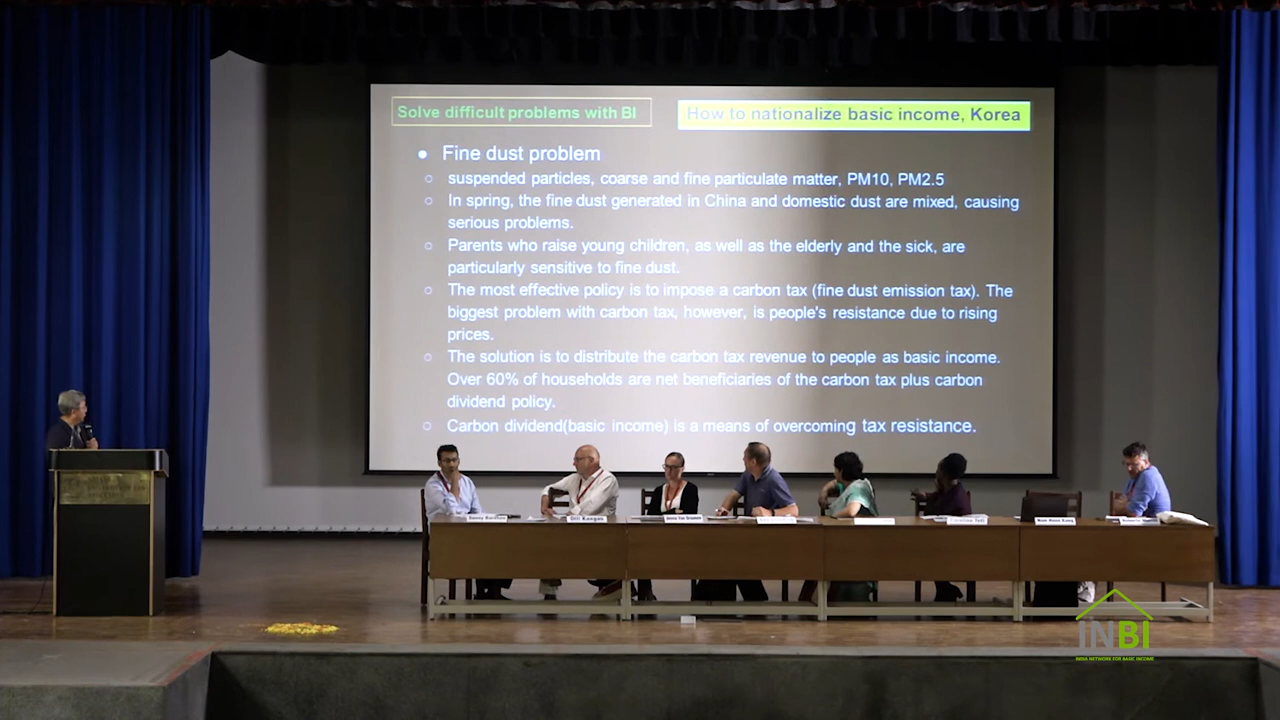 Solve difficult problems with BI
How to nationalize basic income, Korea
Fine dust problem
suspended particles, coarse and fine particulate matter, PM10, PM2.5
In spring, the fine dust generated in China and domestic dust are mixed, causing
serious problems.
Parents who raise young children, as well as the elderly and the sick, are
particularly sensitive to fine dust.
The most effective policy is to impose a carbon tax (fine dust emission tax). The
biggest problem with carbon tax, however, is people's resistance due to rising
prices.
The solution is to distribute the carbon tax revenue to people as basic income.
Over 60% of households are net beneficiaries of the carbon tax plus carbon
dividend policy.
Carbon dividend(basic income) is a means of overcoming tax resistance.
Nam Hoon Kang
INBI
INDIA NETWORK FOR BASIC INCOME